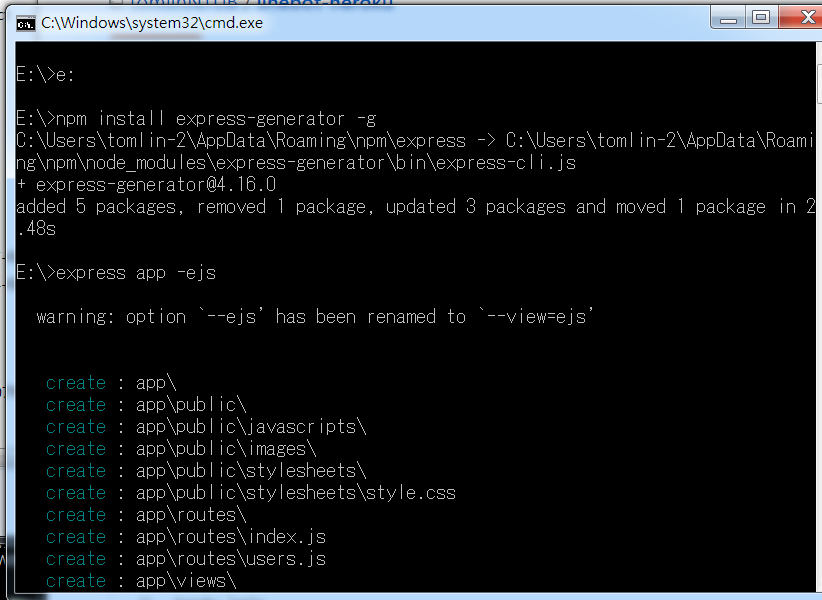 TomlinNTUB / linebot-heroku
C:\Windows\system32\cmd.exe
E:\>e:
E:\>npm install express-generator -g
C:\Users\tomlin-2\AppData\Roaming\npm\express -> C:\Users\tomlin-2\AppData\Roami
ng\npm\node_modules\express-generator\bin\express-cli.js
+ express-generator@4.16.0
added 5 packages, removed 1 package, updated 3 packages and moved 1 package in 2
.48s
E:\>express app -ejs
warning: option `--ejs' has been renamed to `--view=ejs'
create : app\
create : app\public\
create : app\public\javascripts\
create : app\public\images\
create : app\public\stylesheets\
create : app\public\stylesheets\style.css
create : app\routes\
create : app\routes\index.js
create : app\routes\users.js
create : app\views\